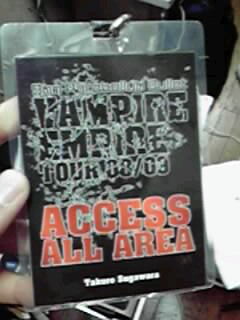 VAMPIRE
EMPIRE
TOUR 08/09
ACCESS
ALL AREA
Takuro Sugawara